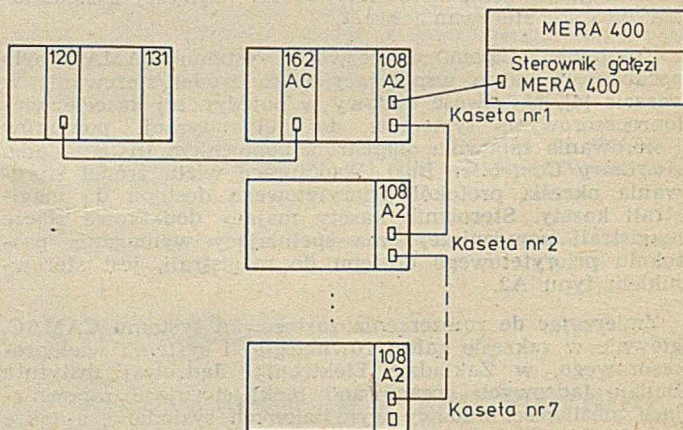 MERA 400
Sterownik gałęzi
MERA 400
120
131
162
AC
108
A2
Kaseta nr1
108
A2
Kaseta nr2
108
A2
Kaseta nr7